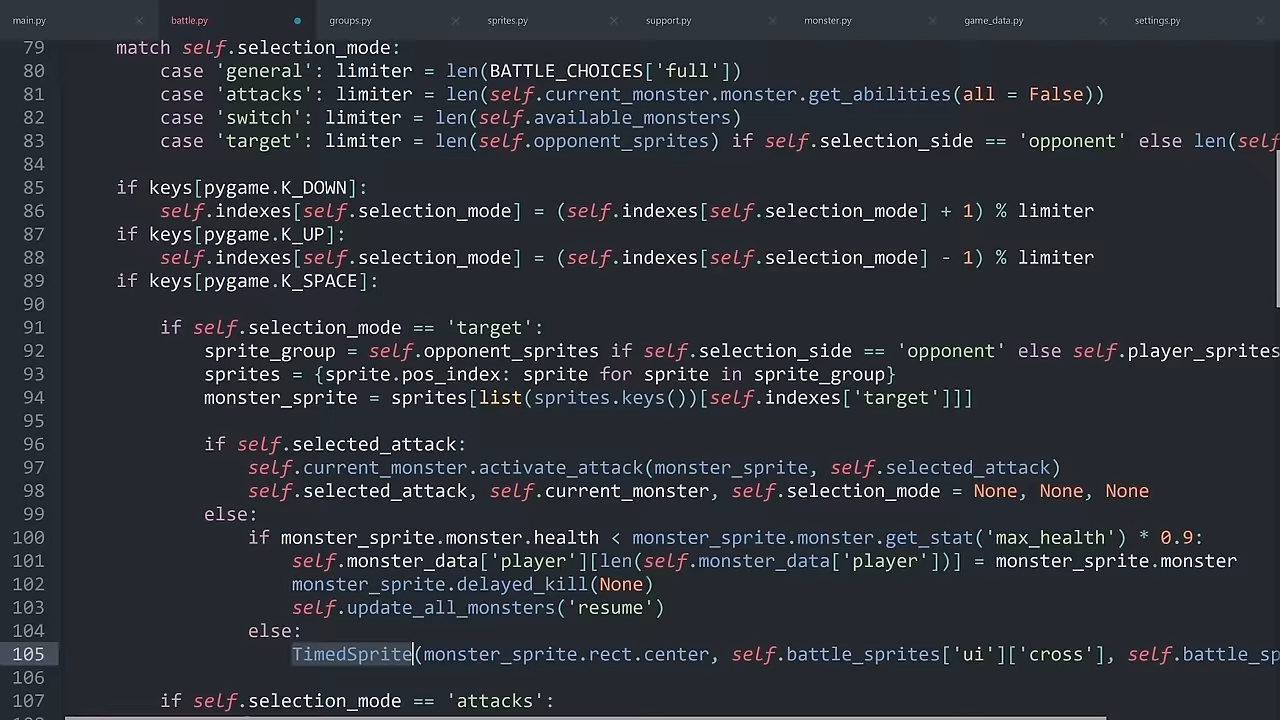 main.py
battle.py
groups.py
sprites.py
support.py
monster.py
game_data.py
settings.py
79 match self.selection_mode:
80 case 'general': limiter = len(BATTLE_CHOICES['full'])
81 case 'attacks': limiter = len(self.current_monster.monster.get_abilities(all = False))
82 case 'switch': limiter = len(self.available_monsters)
83 case 'target': limiter = len(self.opponent_sprites) if self.selection_side == 'opponent' else len(self
84
85 if keys[pygame.K_DOWN]:
86 self.indexes[self.selection_mode] = (self.indexes[self.selection_mode] + 1) % limiter
87 if keys[pygame.K_UP]:
88 self.indexes[self.selection_mode] = (self.indexes[self.selection_mode] - 1) % limiter
89 if keys[pygame.K_SPACE]:
90
91 if self.selection_mode == 'target':
92 sprite_group = self.opponent_sprites if self.selection_side == 'opponent' else self.player_sprites
93 sprites = {sprite.pos_index: sprite for sprite in sprite_group}
94 monster_sprite = sprites[list(sprites.keys())[self.indexes['target']]]
95
96 if self.selected_attack:
97 self.current_monster.activate_attack(monster_sprite, self.selected_attack)
98 self.selected_attack, self.current_monster, self.selection_mode = None, None, None
99 else:
100 if monster_sprite.monster.health < monster_sprite.monster.get_stat('max_health') * 0.9:
101 self.monster_data['player'][len(self.monster_data['player'])] = monster_sprite.monster
102 monster_sprite.delayed_kill(None)
103 self.update_all_monsters('resume')
104 else:
105 TimedSprite(monster_sprite.rect.center, self.battle_sprites['ui']['cross'], self.battle_sp
106
107 if self.selection_mode == 'attacks':